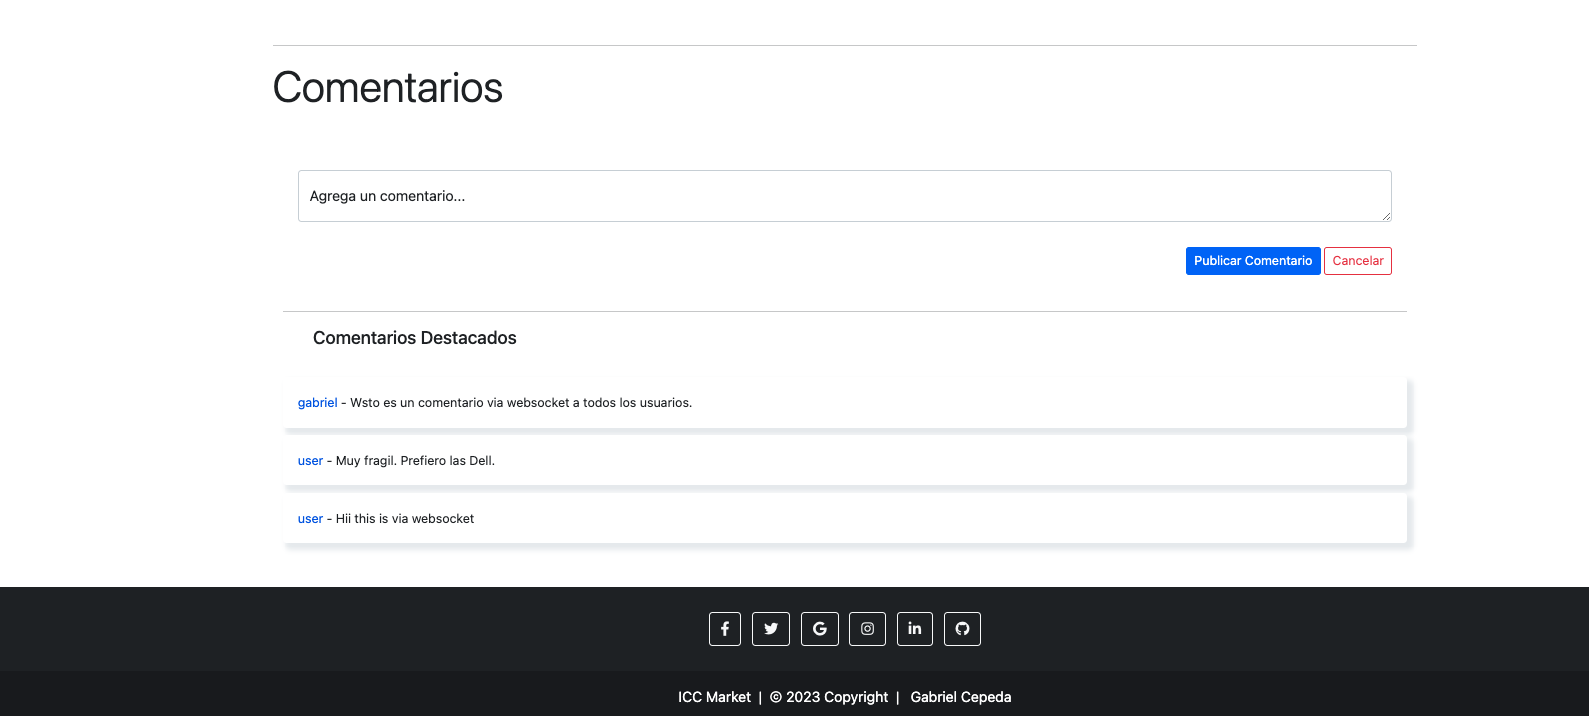 Comentarios
Agrega un comentario...
Publicar Comentario Cancelar
Comentarios Destacados
gabriel - Wsto es un comentario via websocket a todos los usuarios.
user - Muy fragil. Prefiero las Dell.
user - Hii this is via websocket
ICC Market | © 2023 Copyright | Gabriel Cepeda